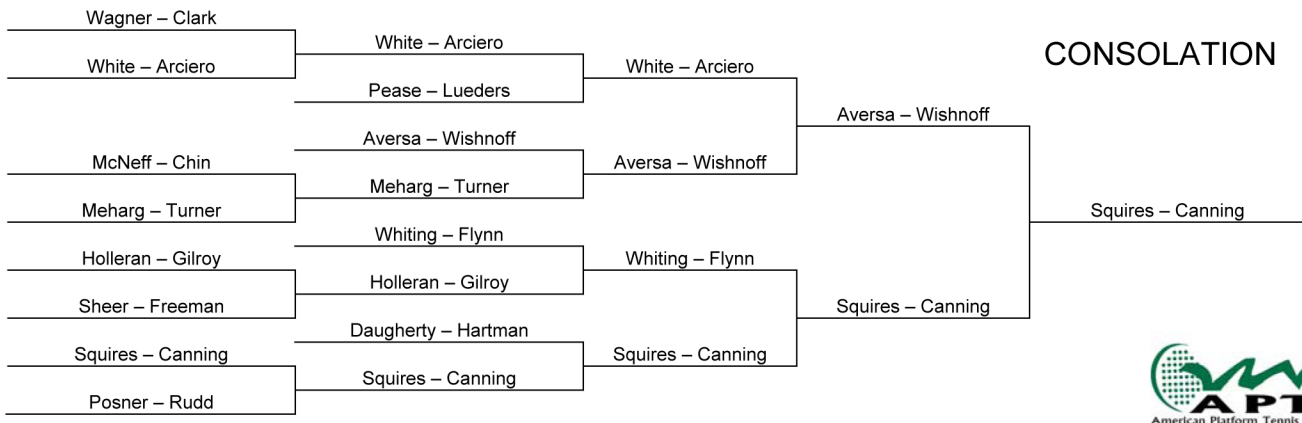 Wagner – Clark
White – Arciero
White – Arciero
CONSOLATION
White – Arciero
Pease – Lueders
Aversa – Wishnoff
Aversa – Wishnoff
McNeff – Chin
Aversa – Wishnoff
Meharg – Turner
Meharg – Turner
Squires – Canning
Whiting – Flynn
Holleran – Gilroy
Whiting – Flynn
Holleran – Gilroy
Sheer – Freeman
Squires – Canning
Daugherty – Hartman
Squires – Canning
Squires – Canning
Squires – Canning
Posner – Rudd
APT
American Platform Tennis